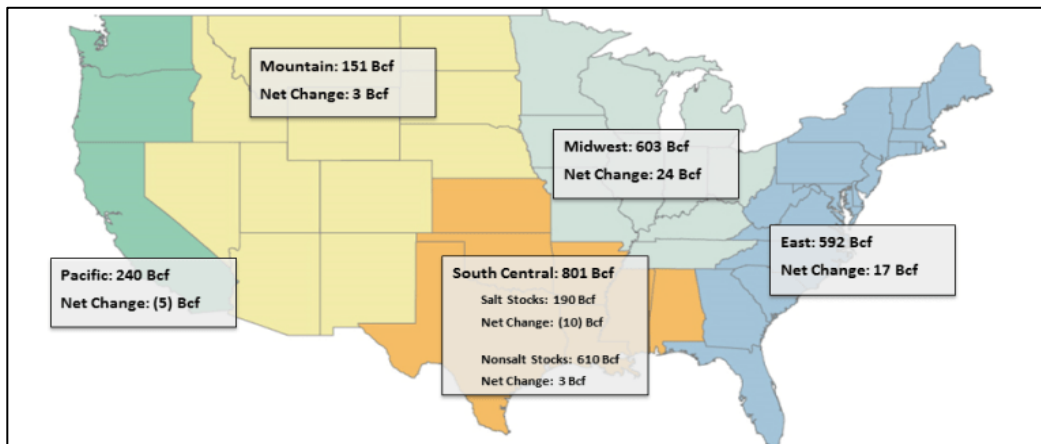 Mountain: 151 Bcf
Net Change: 3 Bcf
Midwest: 603 Bcf
Net Change: 24 Bcf
East: 592 Bcf
Net Change: 17 Bcf
Pacific: 240 Bcf
Net Change: (5) Bcf
South Central: 801 Bcf
Salt Stocks: 190 Bcf
Net Change: (10) Bcf
Nonsalt Stocks: 610 Bcf
Net Change: 3 Bcf